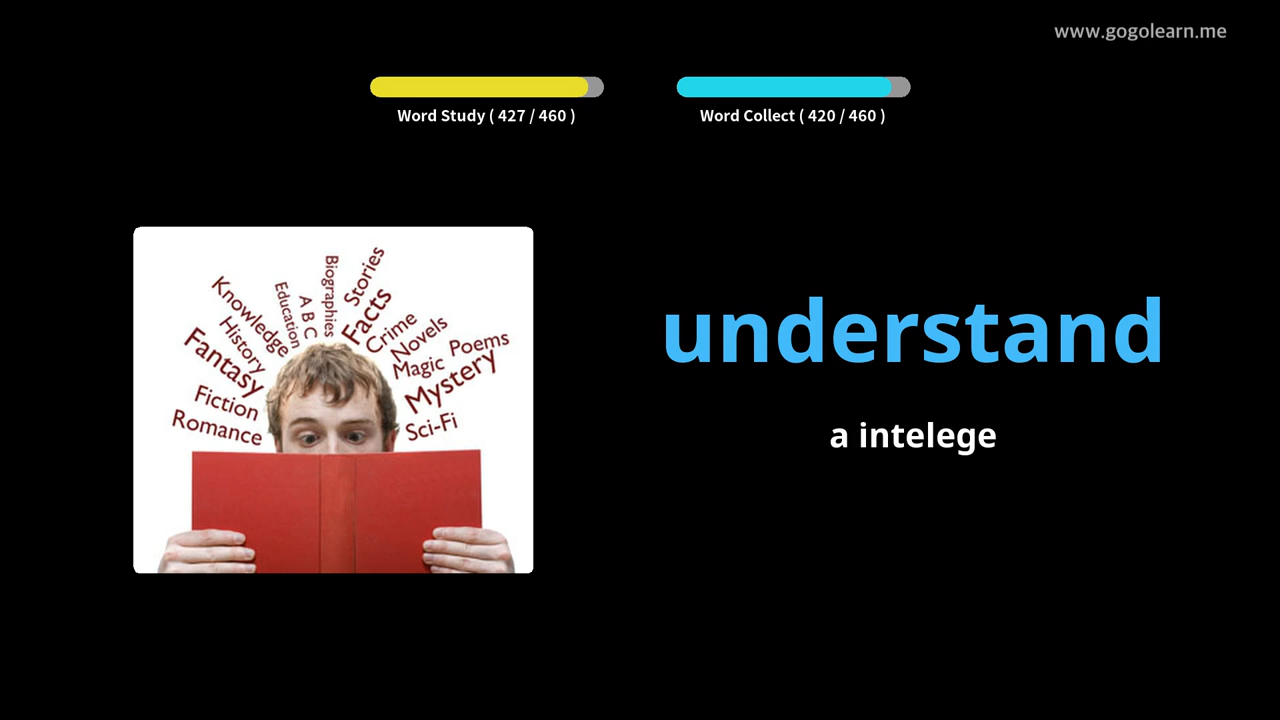 www.gogolearn.me
Word Study ( 427 / 460 )
Word Collect ( 420 / 460 )
understand
a intelege
Knowledge
History
Fantasy
Fiction
Romance
Education
A B C
Biographies
Stories
Facts
Crime
Novels
Magic
Poems
Mystery
Sci-Fi